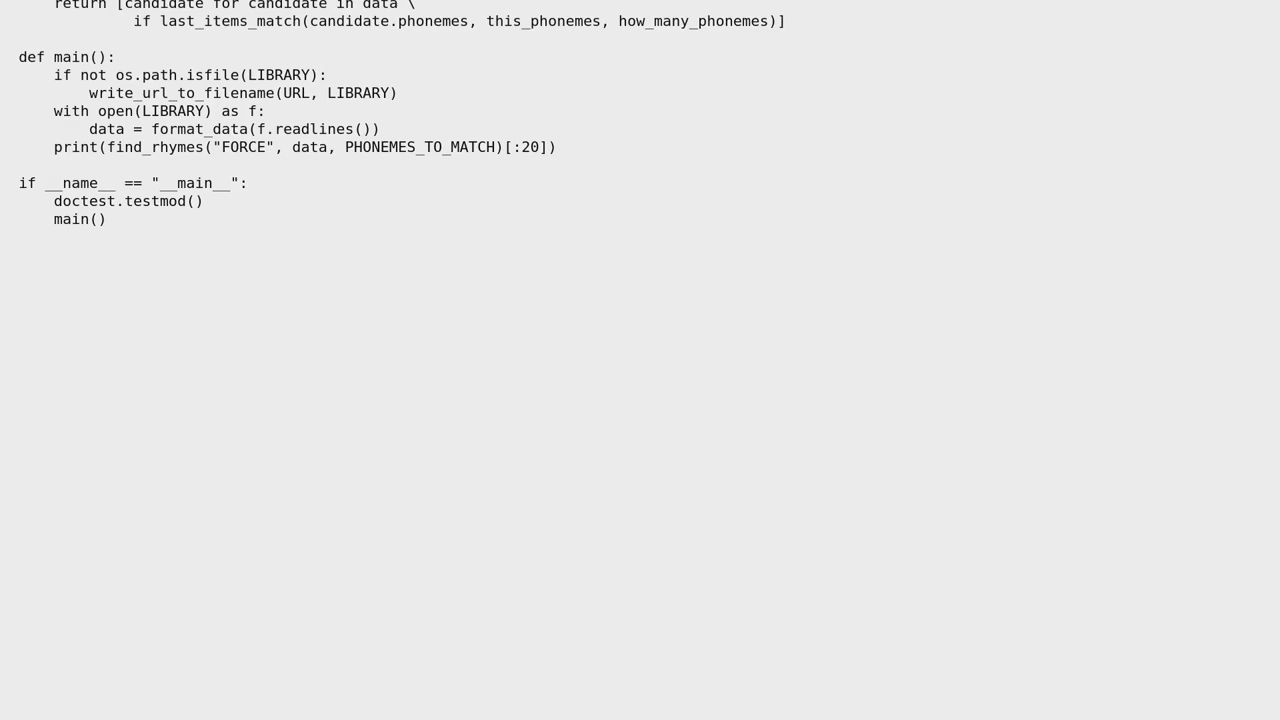 return [candidate for candidate in data \
             if last_items_match(candidate.phonemes, this_phonemes, how_many_phonemes)]

def main():
    if not os.path.isfile(LIBRARY):
        write_url_to_filename(URL, LIBRARY)
    with open(LIBRARY) as f:
        data = format_data(f.readlines())
    print(find_rhymes("FORCE", data, PHONEMES_TO_MATCH)[:20])

if __name__ == "__main__":
    doctest.testmod()
    main()